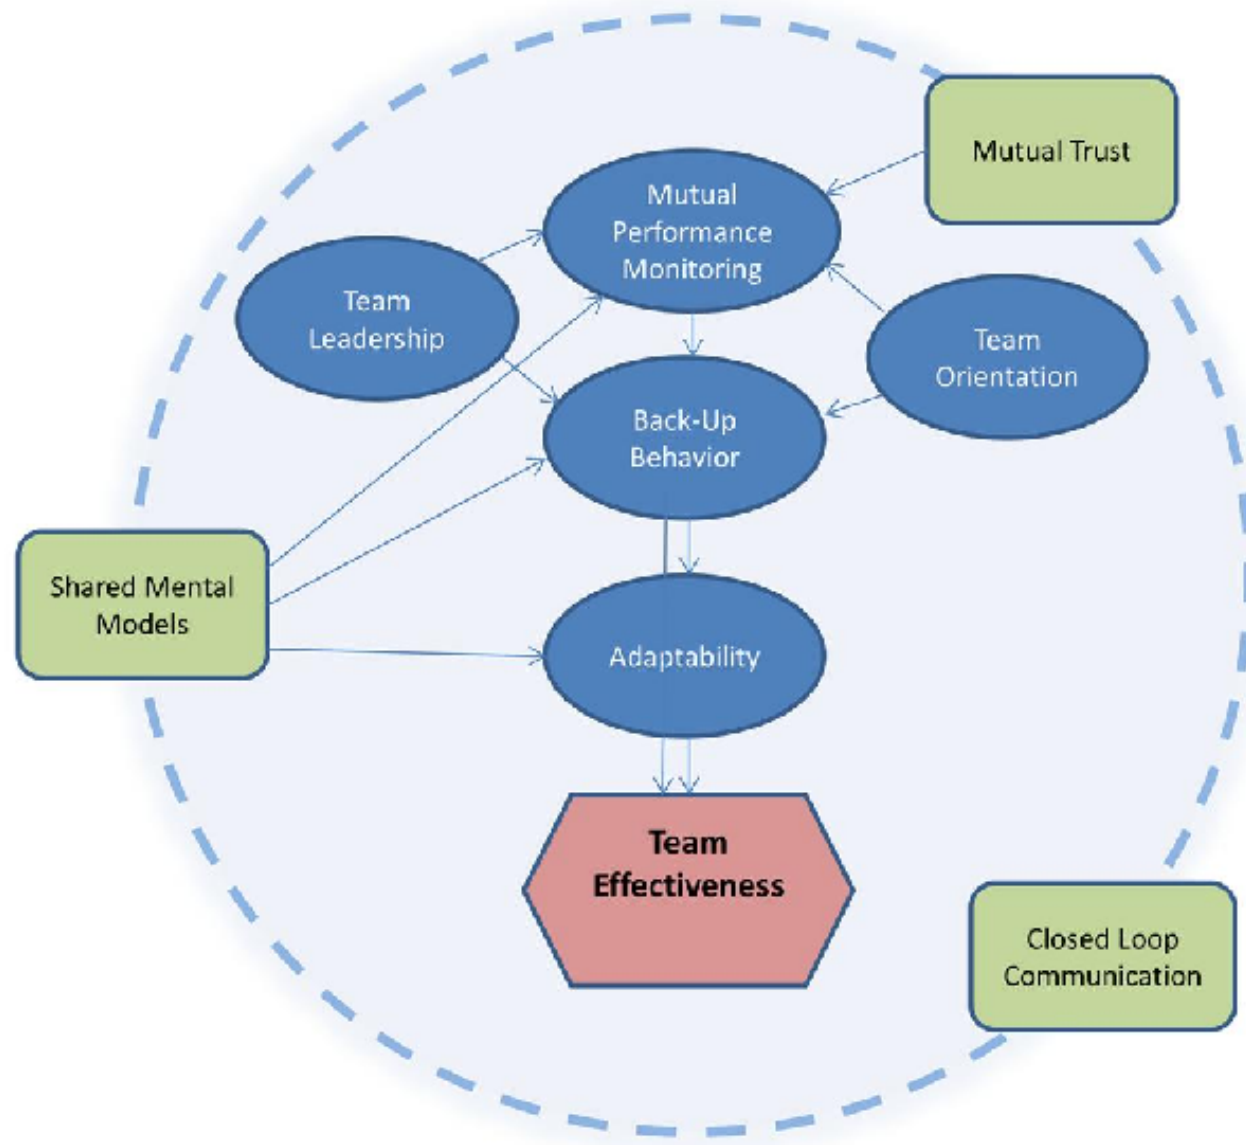 Mutual Trust
Mutual
Performance
Monitoring
Team
Leadership
Team
Orientation
Back-Up
Behavior
Shared Mental
Models
Adaptability
Team
Effectiveness
Closed Loop
Communication